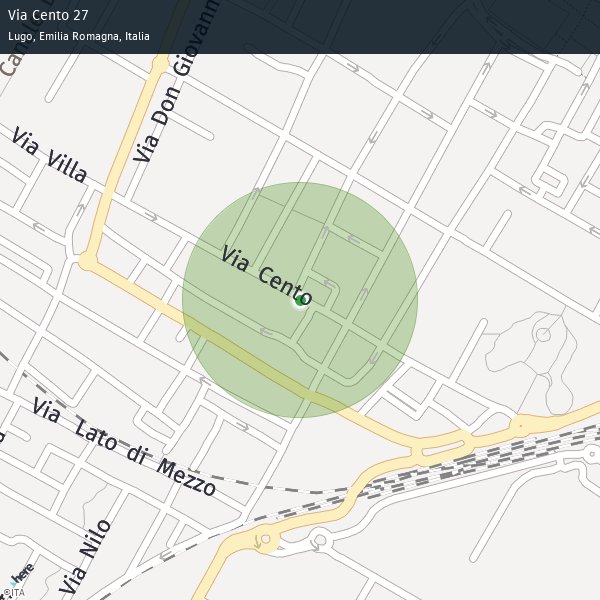 Via Cento 27
Lugo, Emilia Romagna, Italia
Via Don Giovanni
Via Villa
Via Cento
Via Lato di Mezzo
Via Nilo
here
©ITA